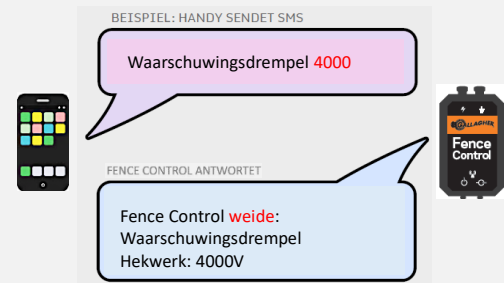 BEISPIEL: HANDY SENDET SMS
Waarschuwingsdrempel 4000
GALLAGHER
Fence
Control
FENCE CONTROL ANTWORTET
Fence Control weide:
Waarschuwingsdrempel
Hekwerk: 4000V